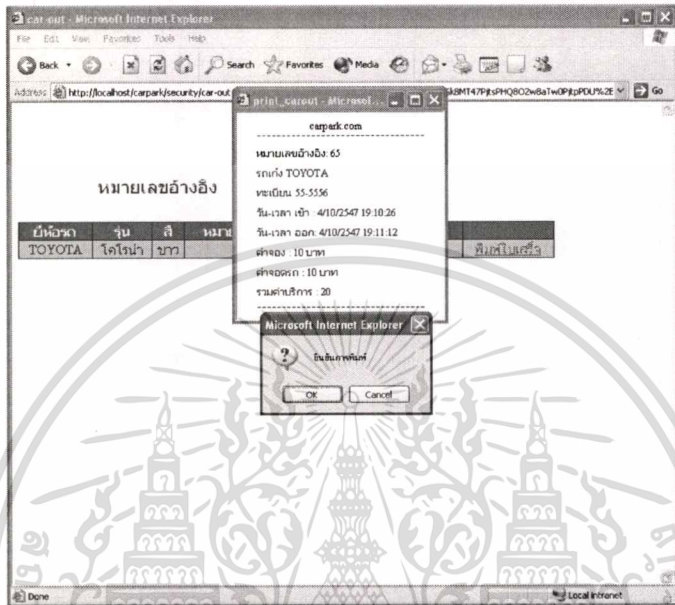 car-out - Microsoft Internet Explorer
File Edit View Favorites Tools Help
Back Search Favorites Media
Address http://localhost/carpark/security/car-out Go
print_carout - Microsof...
carpark.com
หมายเลขอ้างอิง: 65
รถเก๋ง TOYOTA
ทะเบียน 55-5556
วัน-เวลา เข้า : 4/10/2547 19:10:26
วัน-เวลา ออก: 4/10/2547 19:11:12
ค่าจอง : 10 บาท
ค่าจอดรถ : 10 บาท
รวมค่าบริการ : 20
หมายเลขอ้างอิง
ยี่ห้อรถ รุ่น สี
TOYOTA โคโรน่า ขาว พิมพ์ใบเสร็จ
Microsoft Internet Explorer
ยืนยันการพิมพ์
OK Cancel
Done Local intranet